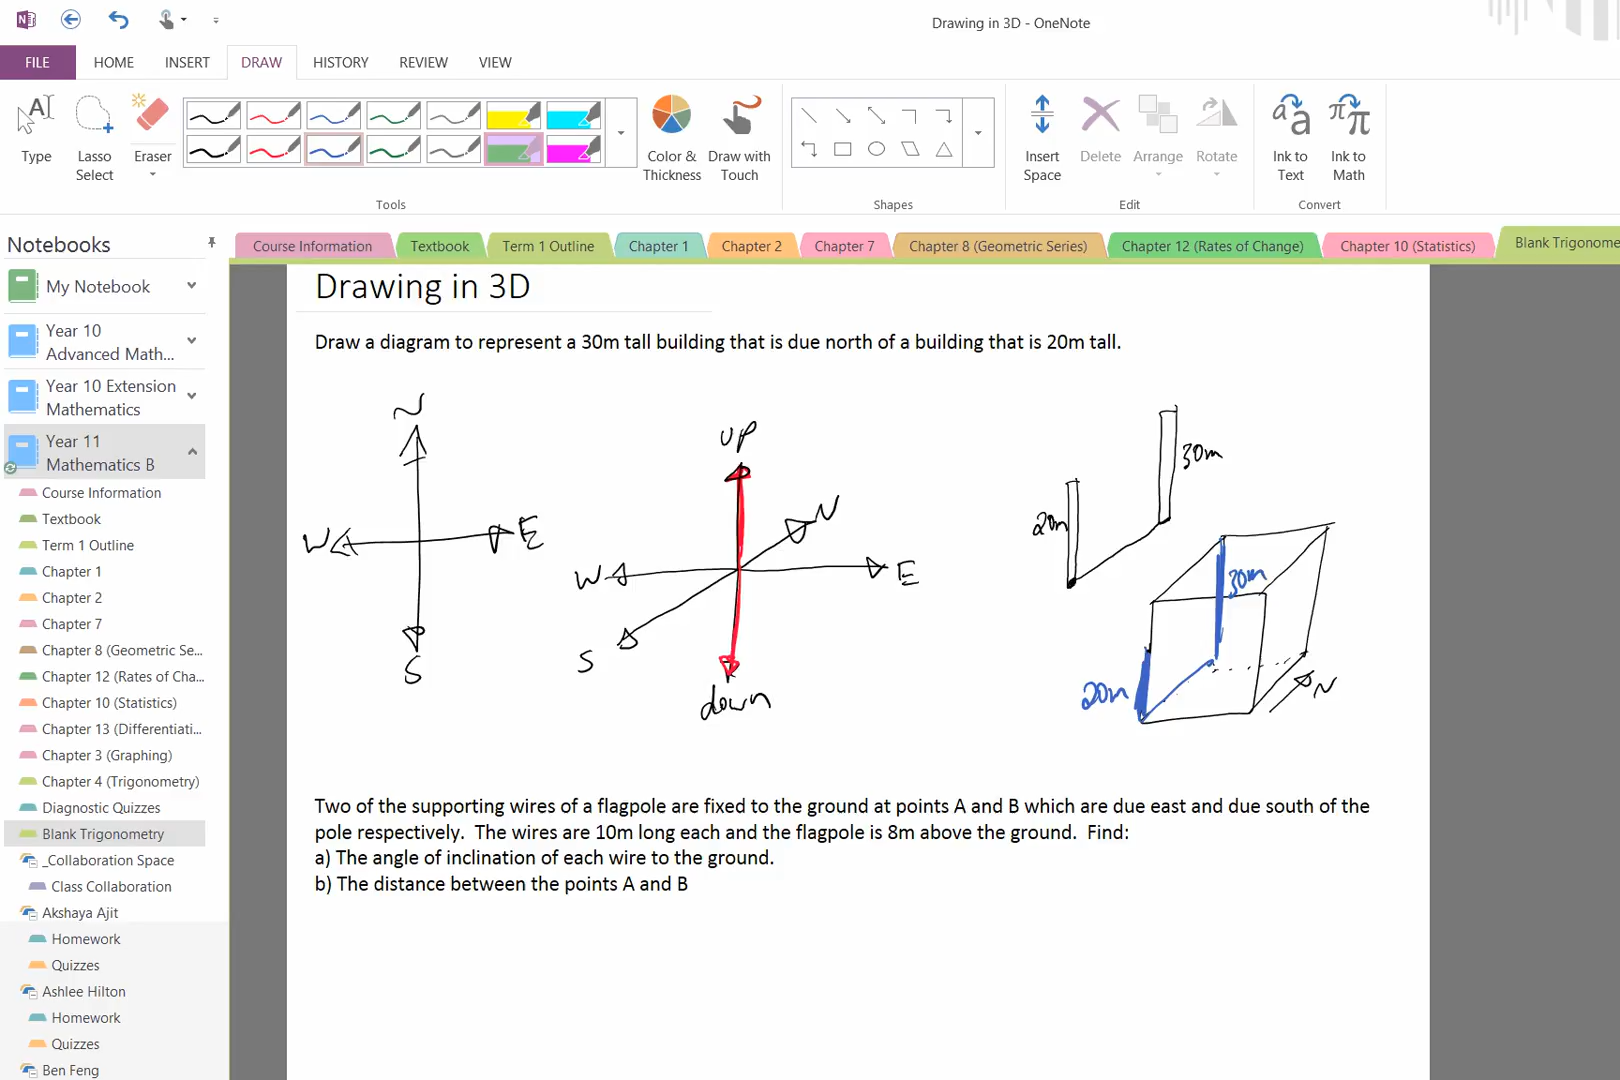 Drawing in 3D - OneNote
FILE
HOME
INSERT
DRAW
HISTORY
REVIEW
VIEW
Type
Lasso
Select
Eraser
Color &
Thickness
Draw with
Touch
Insert
Space
Delete
Arrange
Rotate
Ink to
Text
Ink to
Math
Tools
Shapes
Edit
Convert
Notebooks
Course Information
Textbook
Term 1 Outline
Chapter 1
Chapter 2
Chapter 7
Chapter 8 (Geometric Series)
Chapter 12 (Rates of Change)
Chapter 10 (Statistics)
Blank Trigonome
My Notebook
Year 10
Advanced Math...
Year 10 Extension
Mathematics
Year 11
Mathematics B
Course Information
Textbook
Term 1 Outline
Chapter 1
Chapter 2
Chapter 7
Chapter 8 (Geometric Se...
Chapter 12 (Rates of Cha...
Chapter 10 (Statistics)
Chapter 13 (Differentiati...
Chapter 3 (Graphing)
Chapter 4 (Trigonometry)
Diagnostic Quizzes
Blank Trigonometry
_Collaboration Space
Class Collaboration
Akshaya Ajit
Homework
Quizzes
Ashlee Hilton
Homework
Quizzes
Ben Feng
Drawing in 3D
Draw a diagram to represent a 30m tall building that is due north of a building that is 20m tall.
N
W
E
S
UP
N
W
E
S
down
30m
20m
30m
20m
N
Two of the supporting wires of a flagpole are fixed to the ground at points A and B which are due east and due south of the
pole respectively. The wires are 10m long each and the flagpole is 8m above the ground. Find:
a) The angle of inclination of each wire to the ground.
b) The distance between the points A and B